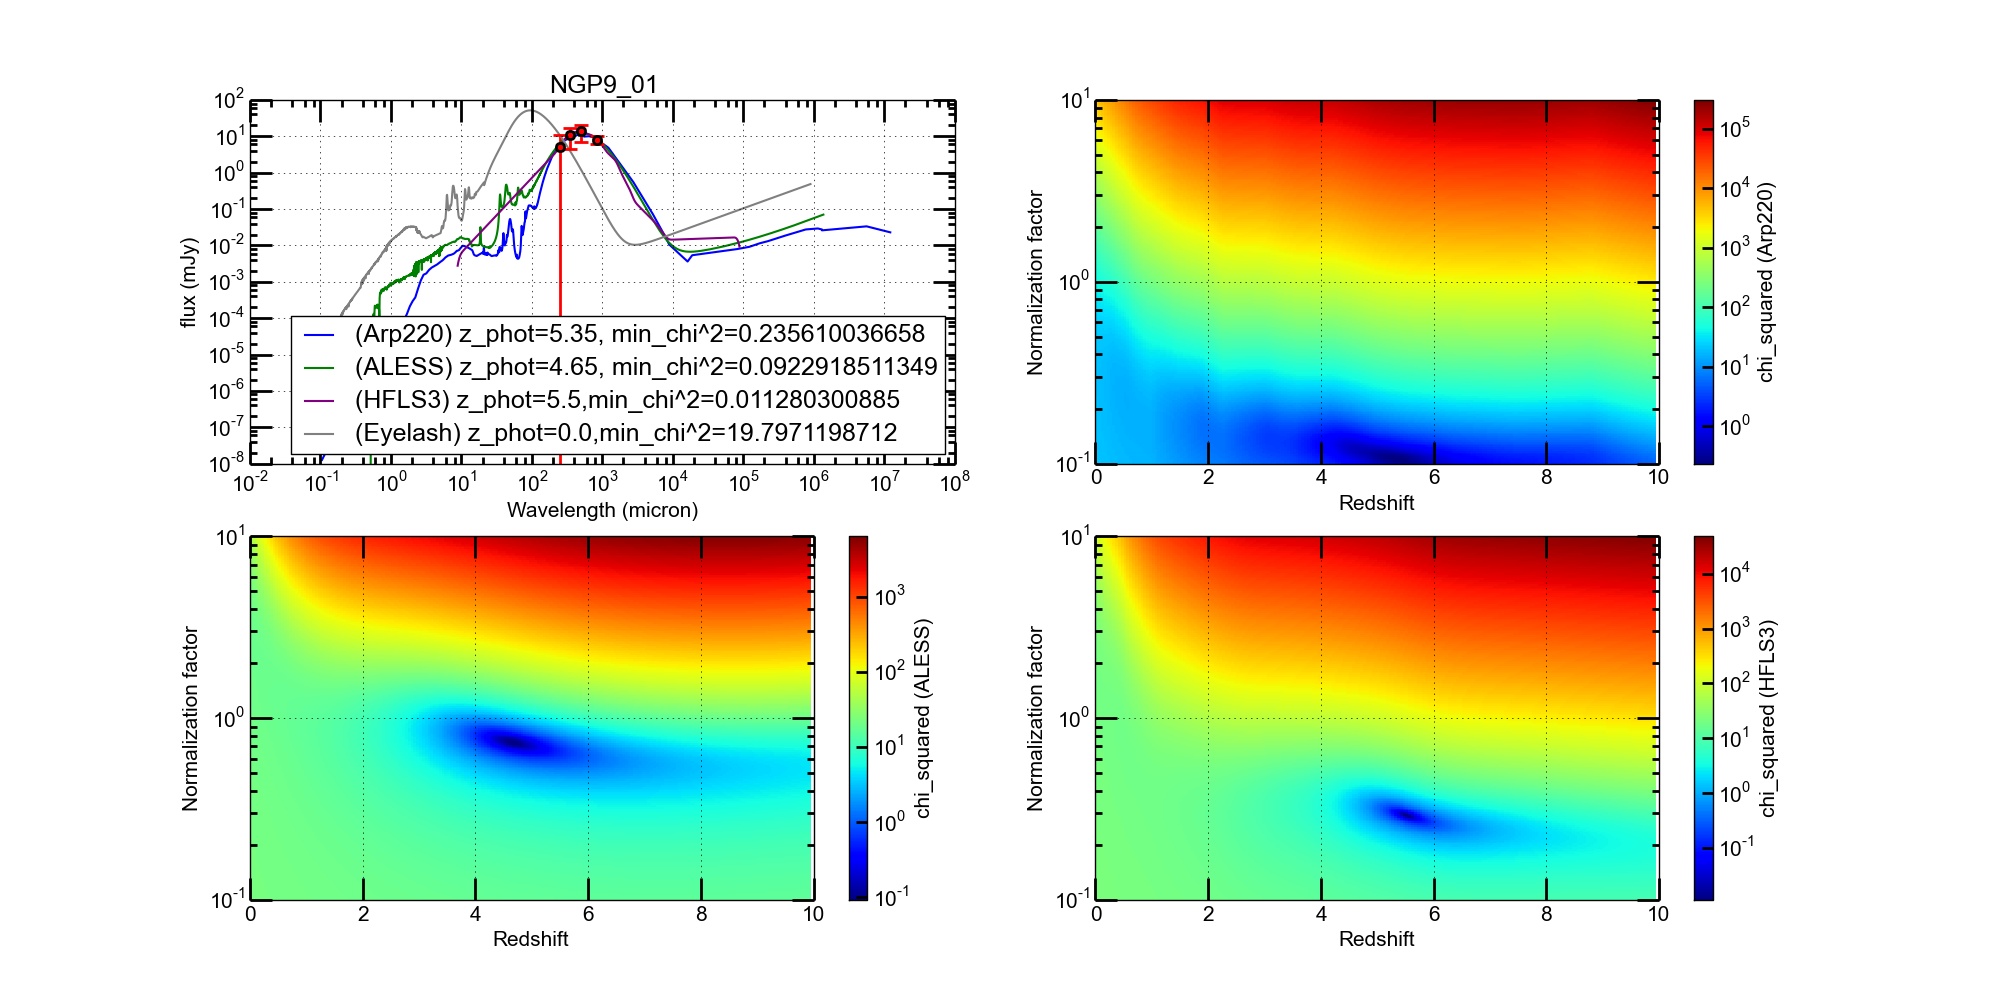 NGP9_01
10^2
10^1
10^0
10^-1
10^-2
10^-3
10^-4
10^-5
10^-6
10^-7
10^-8
flux (mJy)
(Arp220) z_phot=5.35, min_chi^2=0.235610036658
(ALESS) z_phot=4.65, min_chi^2=0.0922918511349
(HFLS3) z_phot=5.5,min_chi^2=0.011280300885
(Eyelash) z_phot=0.0,min_chi^2=19.7971198712
10^-2 10^-1 10^0 10^1 10^2 10^3 10^4 10^5 10^6 10^7 10^8
Wavelength (micron)
10^1
10^0
10^-1
Normalization factor
0 2 4 6 8 10
Redshift
10^5
10^4
10^3
10^2
10^1
10^0
chi_squared (Arp220)
10^1
10^0
10^-1
Normalization factor
0 2 4 6 8 10
Redshift
10^3
10^2
10^1
10^0
10^-1
chi_squared (ALESS)
10^1
10^0
10^-1
Normalization factor
0 2 4 6 8 10
Redshift
10^4
10^3
10^2
10^1
10^0
10^-1
chi_squared (HFLS3)